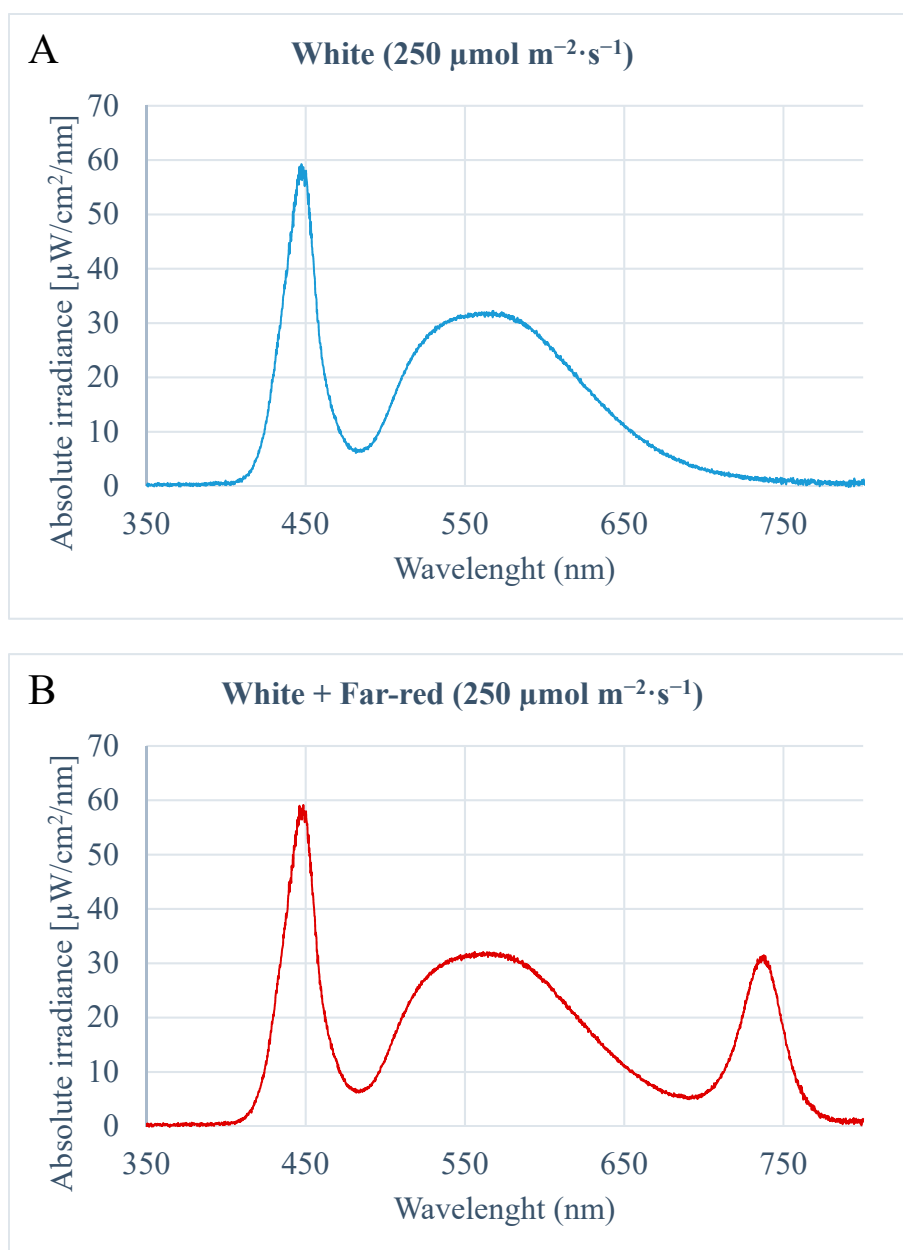 A
White (250 µmol m⁻²·s⁻¹)
Absolute irradiance [µW/cm²/nm]
70
60
50
40
30
20
10
0
350 450 550 650 750
Wavelenght (nm)
B
White + Far-red (250 µmol m⁻²·s⁻¹)
Absolute irradiance [µW/cm²/nm]
70
60
50
40
30
20
10
0
350 450 550 650 750
Wavelenght (nm)